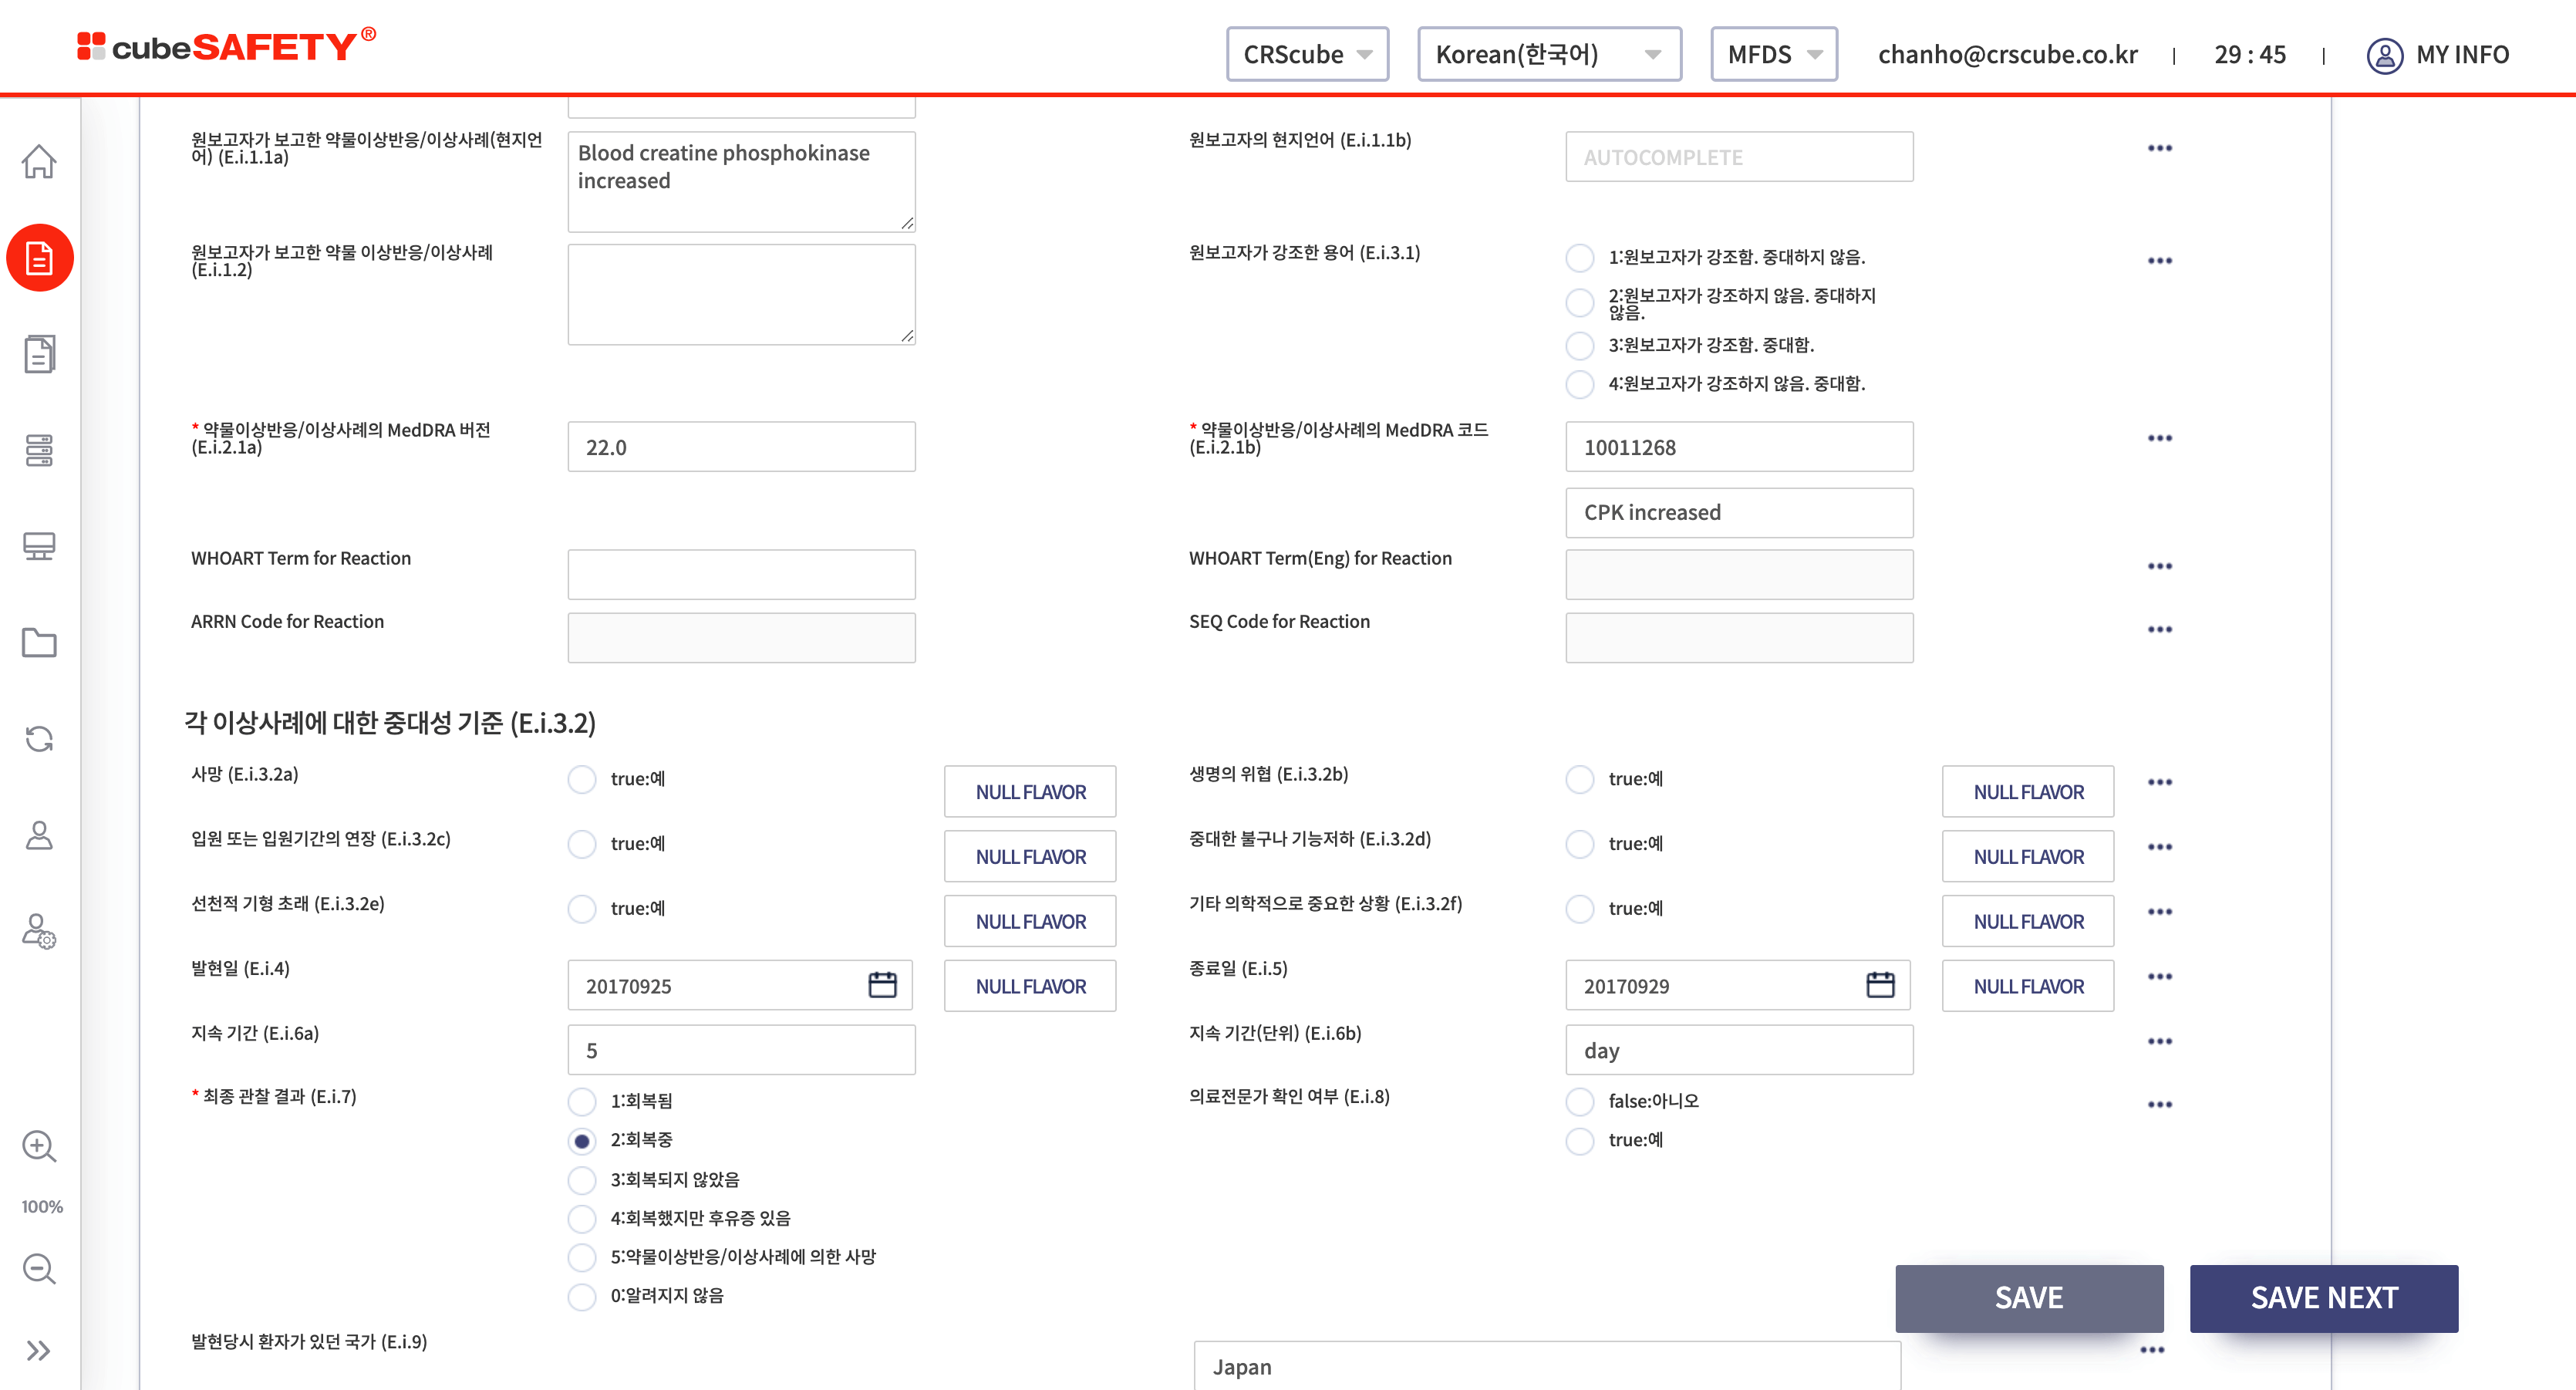 cubeSAFETY®
CRScube
Korean(한국어)
MFDS
chanho@crscube.co.kr
29 : 45
MY INFO
원보고자가 보고한 약물이상반응/이상사례(현지언
어) (E.i.1.1a)
Blood creatine phosphokinase
increased
원보고자의 현지언어 (E.i.1.1b)
AUTOCOMPLETE
원보고자가 보고한 약물 이상반응/이상사례
(E.i.1.2)
원보고자가 강조한 용어 (E.i.3.1)
1:원보고자가 강조함. 중대하지 않음.
2:원보고자가 강조하지 않음. 중대하지
않음.
3:원보고자가 강조함. 중대함.
4:원보고자가 강조하지 않음. 중대함.
* 약물이상반응/이상사례의 MedDRA 버전
(E.i.2.1a)
22.0
* 약물이상반응/이상사례의 MedDRA 코드
(E.i.2.1b)
10011268
CPK increased
WHOART Term for Reaction
WHOART Term(Eng) for Reaction
ARRN Code for Reaction
SEQ Code for Reaction
각 이상사례에 대한 중대성 기준 (E.i.3.2)
사망 (E.i.3.2a)
true:예
NULL FLAVOR
생명의 위협 (E.i.3.2b)
true:예
NULL FLAVOR
입원 또는 입원기간의 연장 (E.i.3.2c)
true:예
NULL FLAVOR
중대한 불구나 기능저하 (E.i.3.2d)
true:예
NULL FLAVOR
선천적 기형 초래 (E.i.3.2e)
true:예
NULL FLAVOR
기타 의학적으로 중요한 상황 (E.i.3.2f)
true:예
NULL FLAVOR
발현일 (E.i.4)
20170925
NULL FLAVOR
종료일 (E.i.5)
20170929
NULL FLAVOR
지속 기간 (E.i.6a)
5
지속 기간(단위) (E.i.6b)
day
* 최종 관찰 결과 (E.i.7)
1:회복됨
2:회복중
3:회복되지 않았음
4:회복했지만 후유증 있음
5:약물이상반응/이상사례에 의한 사망
0:알려지지 않음
의료전문가 확인 여부 (E.i.8)
false:아니오
true:예
100%
SAVE
SAVE NEXT
발현당시 환자가 있던 국가 (E.i.9)
Japan